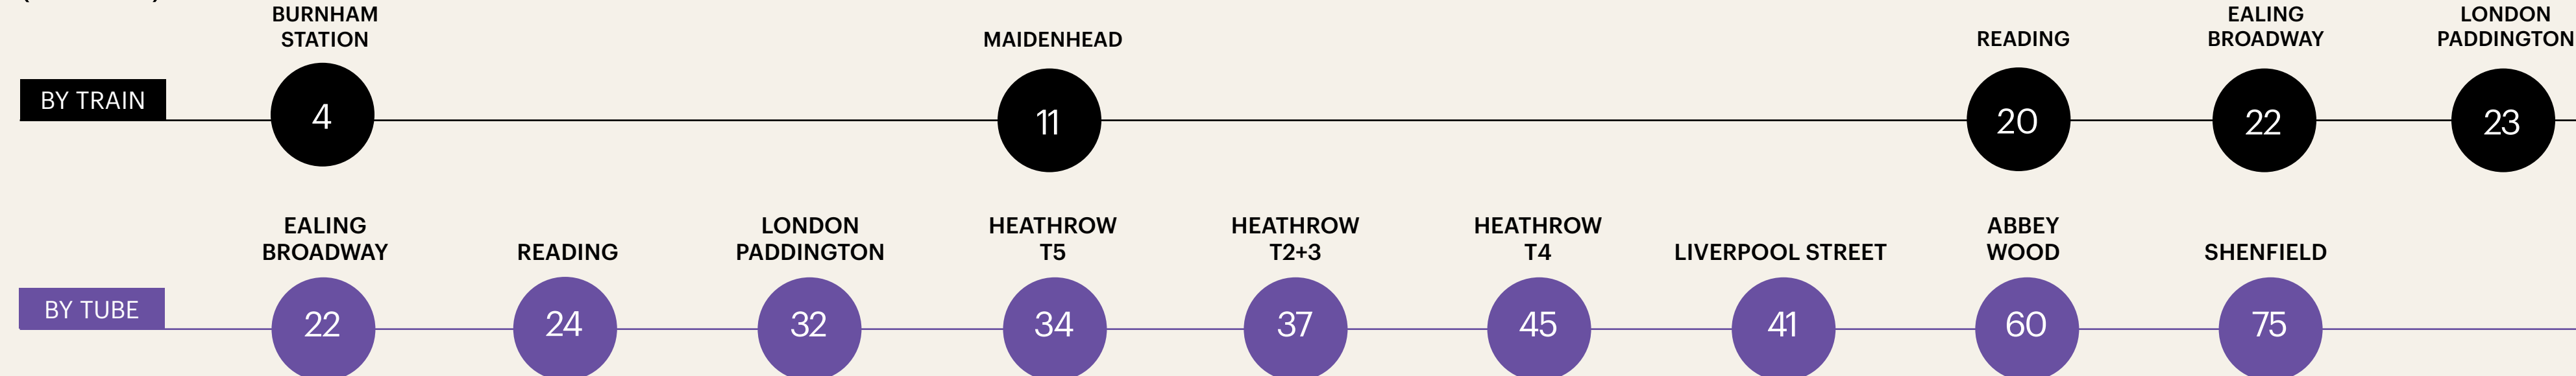 BURNHAM
STATION
MAIDENHEAD
READING
EALING
BROADWAY
LONDON
PADDINGTON
BY TRAIN
4
11
20
22
23
EALING
BROADWAY
READING
LONDON
PADDINGTON
HEATHROW
T5
HEATHROW
T2+3
HEATHROW
T4
LIVERPOOL STREET
ABBEY
WOOD
SHENFIELD
BY TUBE
22
24
32
34
37
45
41
60
75